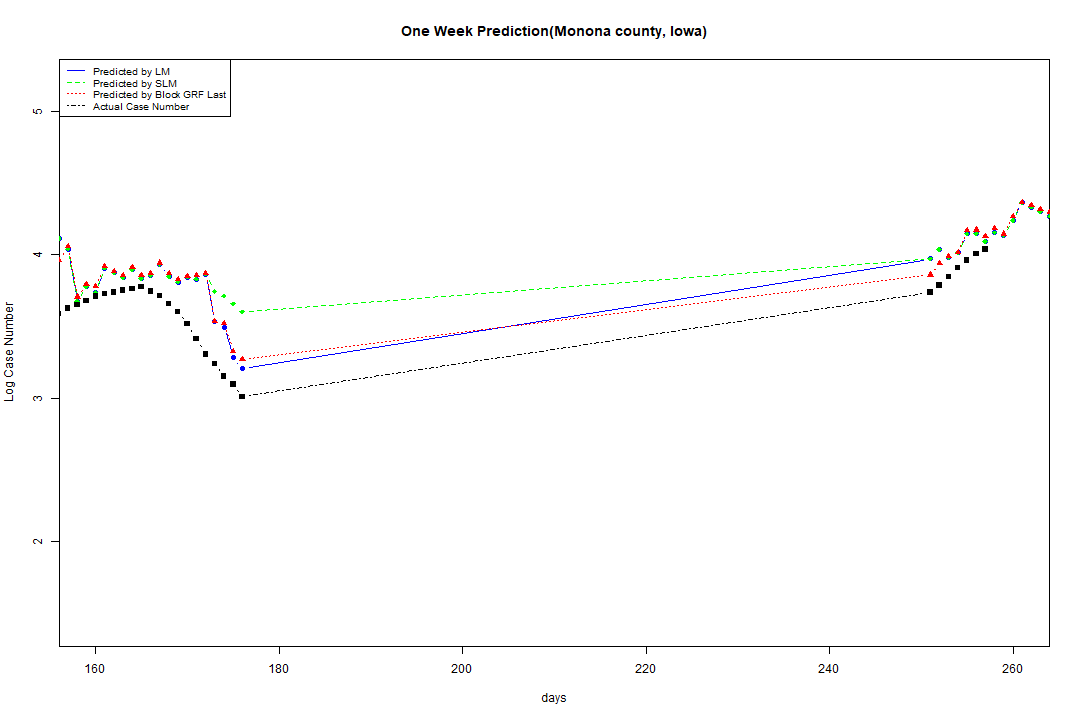 One Week Prediction(Monona county, Iowa)
Predicted by LM
Predicted by SLM
Predicted by Block GRF Last
Actual Case Number
5
4
3
2
Log Case Number
160 180 200 220 240 260
days